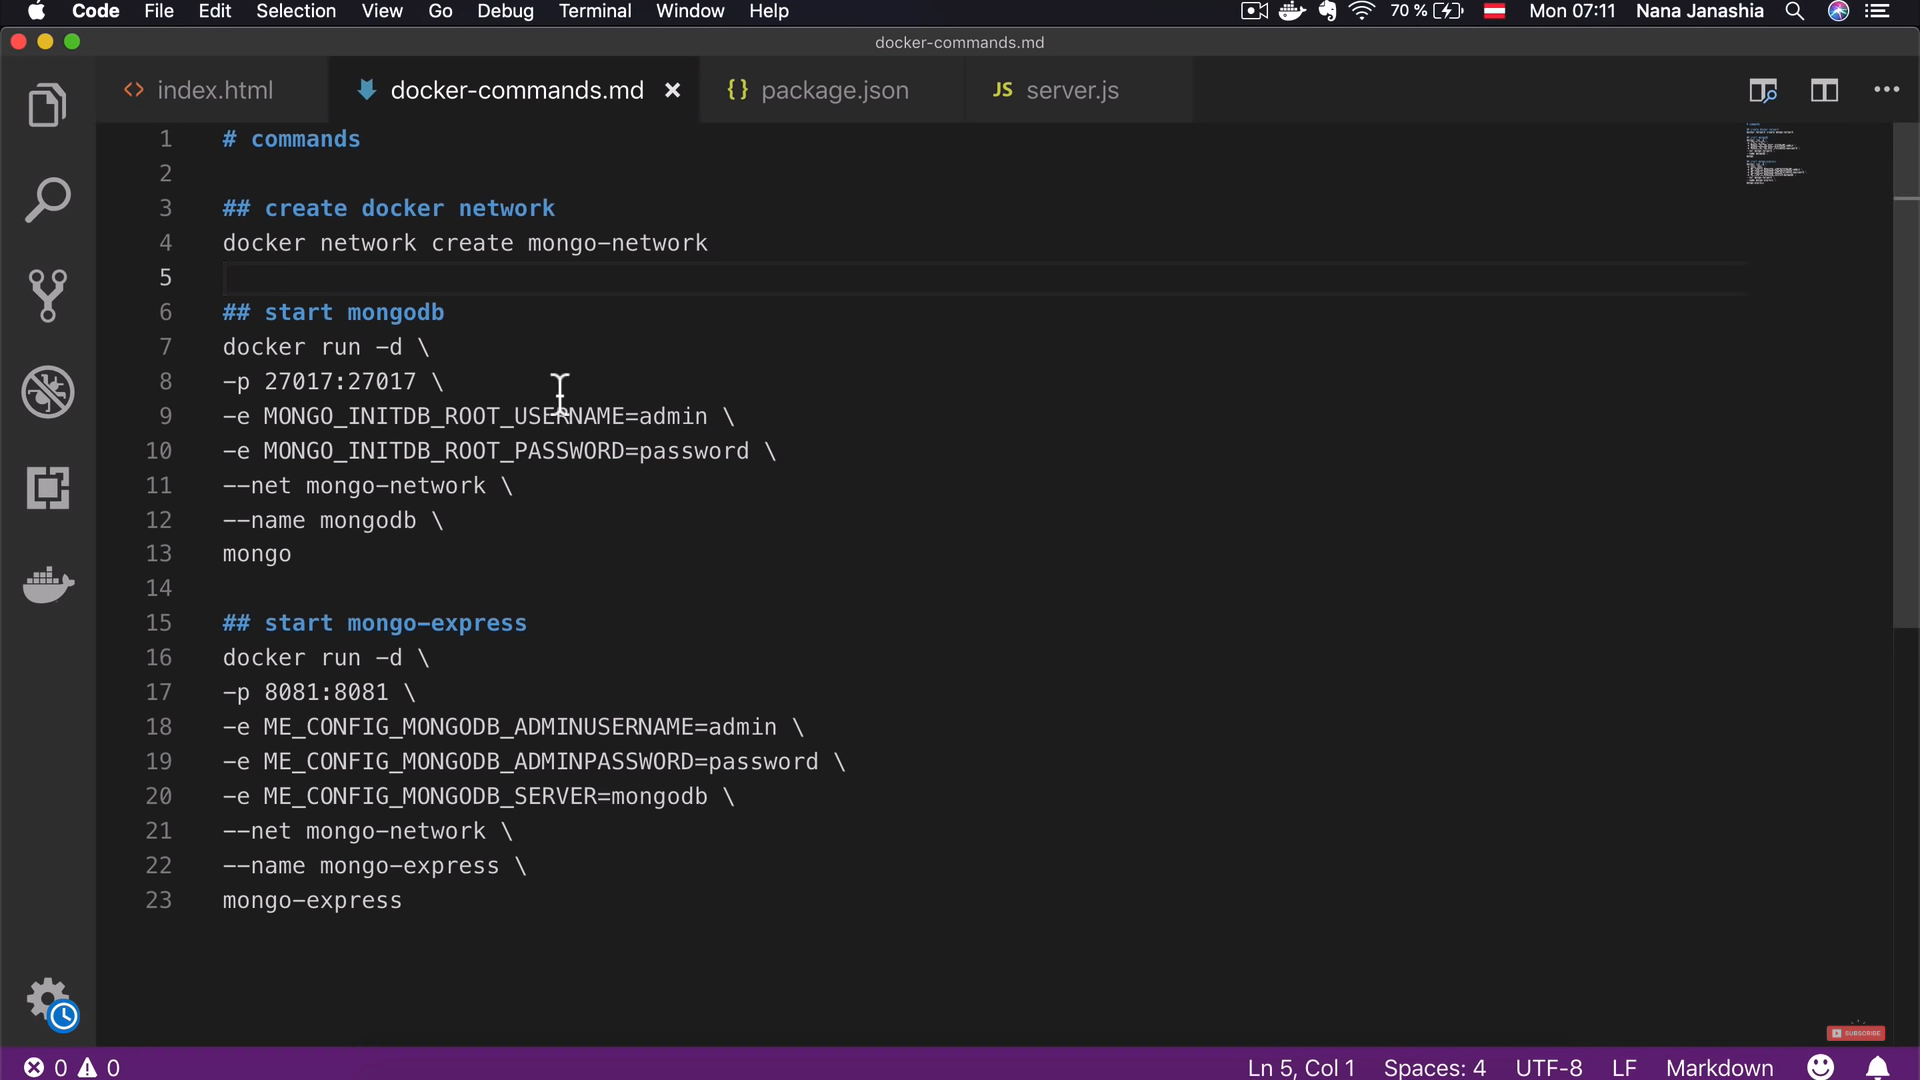 Code File Edit Selection View Go Debug Terminal Window Help 70 % Mon 07:11 Nana Janashia
docker-commands.md
index.html docker-commands.md package.json JS server.js
1 # commands
2
3 ## create docker network
4 docker network create mongo-network
5
6 ## start mongodb
7 docker run -d \
8 -p 27017:27017 \
9 -e MONGO_INITDB_ROOT_USERNAME=admin \
10 -e MONGO_INITDB_ROOT_PASSWORD=password \
11 --net mongo-network \
12 --name mongodb \
13 mongo
14
15 ## start mongo-express
16 docker run -d \
17 -p 8081:8081 \
18 -e ME_CONFIG_MONGODB_ADMINUSERNAME=admin \
19 -e ME_CONFIG_MONGODB_ADMINPASSWORD=password \
20 -e ME_CONFIG_MONGODB_SERVER=mongodb \
21 --net mongo-network \
22 --name mongo-express \
23 mongo-express
SUBSCRIBE
0 0 Ln 5, Col 1 Spaces: 4 UTF-8 LF Markdown